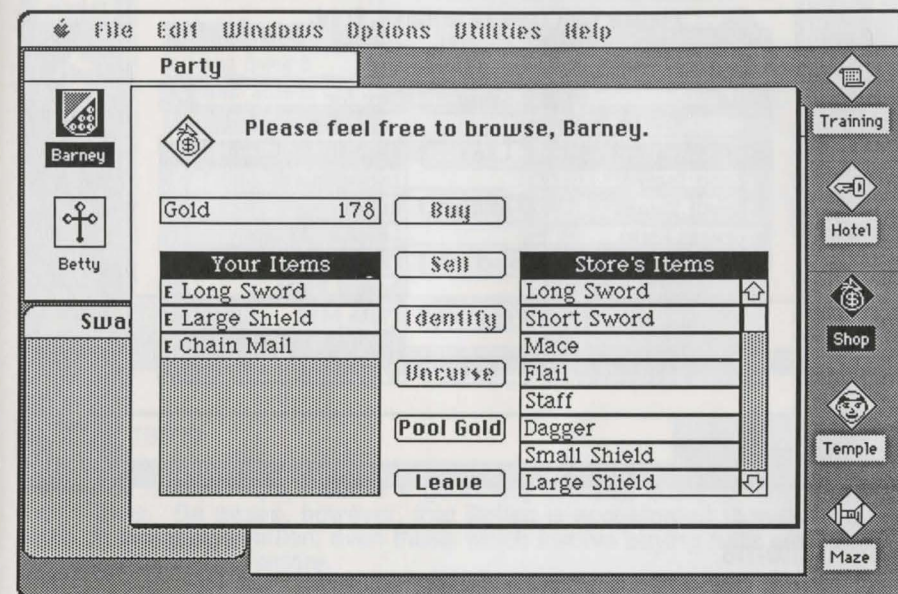 File Edit Windows Options Utilities Help
Party
Barney
Betty
Please feel free to browse, Barney.
Gold 178
Buy
Sell
Identify
Uncurse
Pool Gold
Leave
Your Items
E Long Sword
E Large Shield
E Chain Mail
Store's Items
Long Sword
Short Sword
Mace
Flail
Staff
Dagger
Small Shield
Large Shield
Swa
Training
Hotel
Shop
Temple
Maze